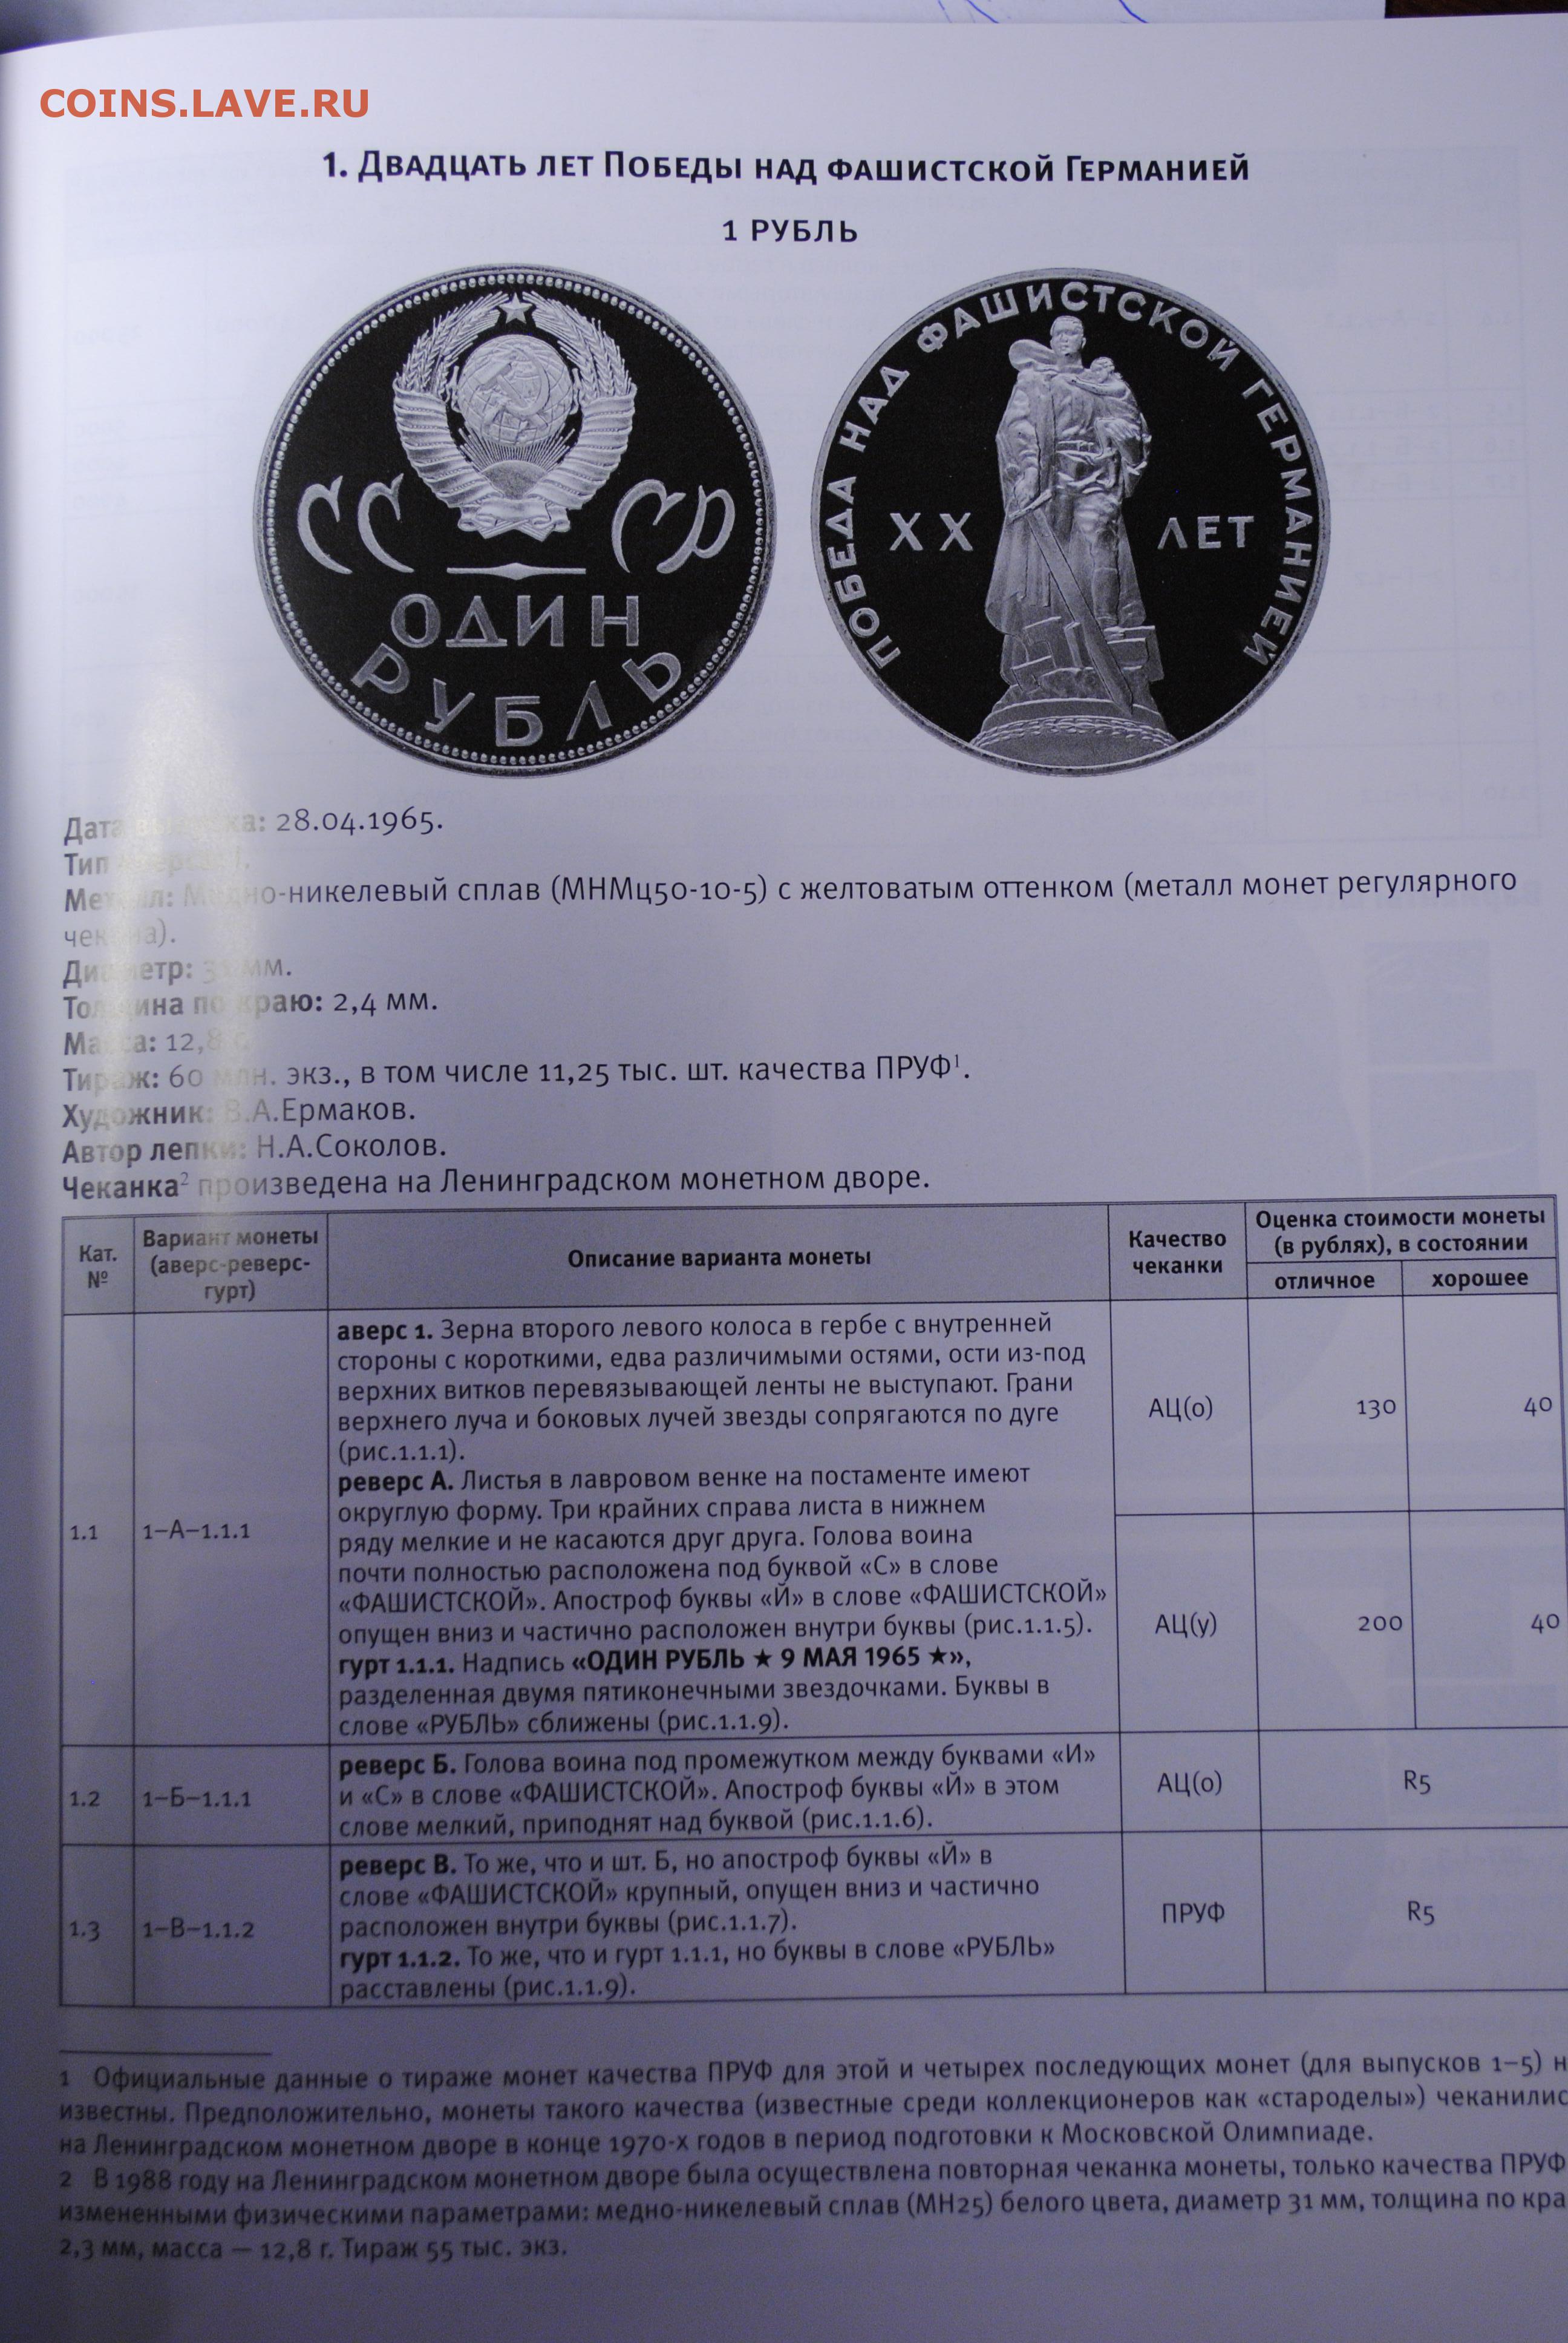 COINS.LAVE.RU
1. Двадцать лет Победы над фашистской Германией
1 РУБЛЬ
СССР
ОДИН
РУБЛЬ
ПОБЕДА НАД ФАШИСТСКОЙ ГЕРМАНИЕЙ
XX ЛЕТ
Дата выпуска: 28.04.1965.
Тип аверса: I.
Металл: Медно-никелевый сплав (МНМц50-10-5) с желтоватым оттенком (металл монет регулярного
чекана).
Диаметр: 31 мм.
Толщина по краю: 2,4 мм.
Масса: 12,8 г.
Тираж: 60 млн. экз., в том числе 11,25 тыс. шт. качества ПРУФ¹.
Художник: В.А.Ермаков.
Автор лепки: Н.А.Соколов.
Чеканка² произведена на Ленинградском монетном дворе.
Кат. №
Вариант монеты (аверс-реверс-гурт)
Описание варианта монеты
Качество чеканки
Оценка стоимости монеты (в рублях), в состоянии
отличное
хорошее
1.1
1–А–1.1.1
аверс 1. Зерна второго левого колоса в гербе с внутренней
стороны с короткими, едва различимыми остями, ости из-под
верхних витков перевязывающей ленты не выступают. Грани
верхнего луча и боковых лучей звезды сопрягаются по дуге
(рис.1.1.1).
реверс А. Листья в лавровом венке на постаменте имеют
округлую форму. Три крайних справа листа в нижнем
ряду мелкие и не касаются друг друга. Голова воина
почти полностью расположена под буквой «С» в слове
«ФАШИСТСКОЙ». Апостроф буквы «Й» в слове «ФАШИСТСКОЙ»
опущен вниз и частично расположен внутри буквы (рис.1.1.5).
гурт 1.1.1. Надпись «ОДИН РУБЛЬ ★ 9 МАЯ 1965 ★»,
разделенная двумя пятиконечными звездочками. Буквы в
слове «РУБЛЬ» сближены (рис.1.1.9).
АЦ(о)
130
40
АЦ(у)
200
40
1.2
1–Б–1.1.1
реверс Б. Голова воина под промежутком между буквами «И»
и «С» в слове «ФАШИСТСКОЙ». Апостроф буквы «Й» в этом
слове мелкий, приподнят над буквой (рис.1.1.6).
АЦ(о)
R5
1.3
1–В–1.1.2
реверс В. То же, что и шт. Б, но апостроф буквы «Й» в
слове «ФАШИСТСКОЙ» крупный, опущен вниз и частично
расположен внутри буквы (рис.1.1.7).
гурт 1.1.2. То же, что и гурт 1.1.1, но буквы в слове «РУБЛЬ»
расставлены (рис.1.1.9).
ПРУФ
R5
1 Официальные данные о тираже монет качества ПРУФ для этой и четырех последующих монет (для выпусков 1–5) н
известны. Предположительно, монеты такого качества (известные среди коллекционеров как «староделы») чеканилис
на Ленинградском монетном дворе в конце 1970-х годов в период подготовки к Московской Олимпиаде.
2 В 1988 году на Ленинградском монетном дворе была осуществлена повторная чеканка монеты, только качества ПРУФ
измененными физическими параметрами: медно-никелевый сплав (МН25) белого цвета, диаметр 31 мм, толщина по кра
2,3 мм, масса — 12,8 г. Тираж 55 тыс. экз.